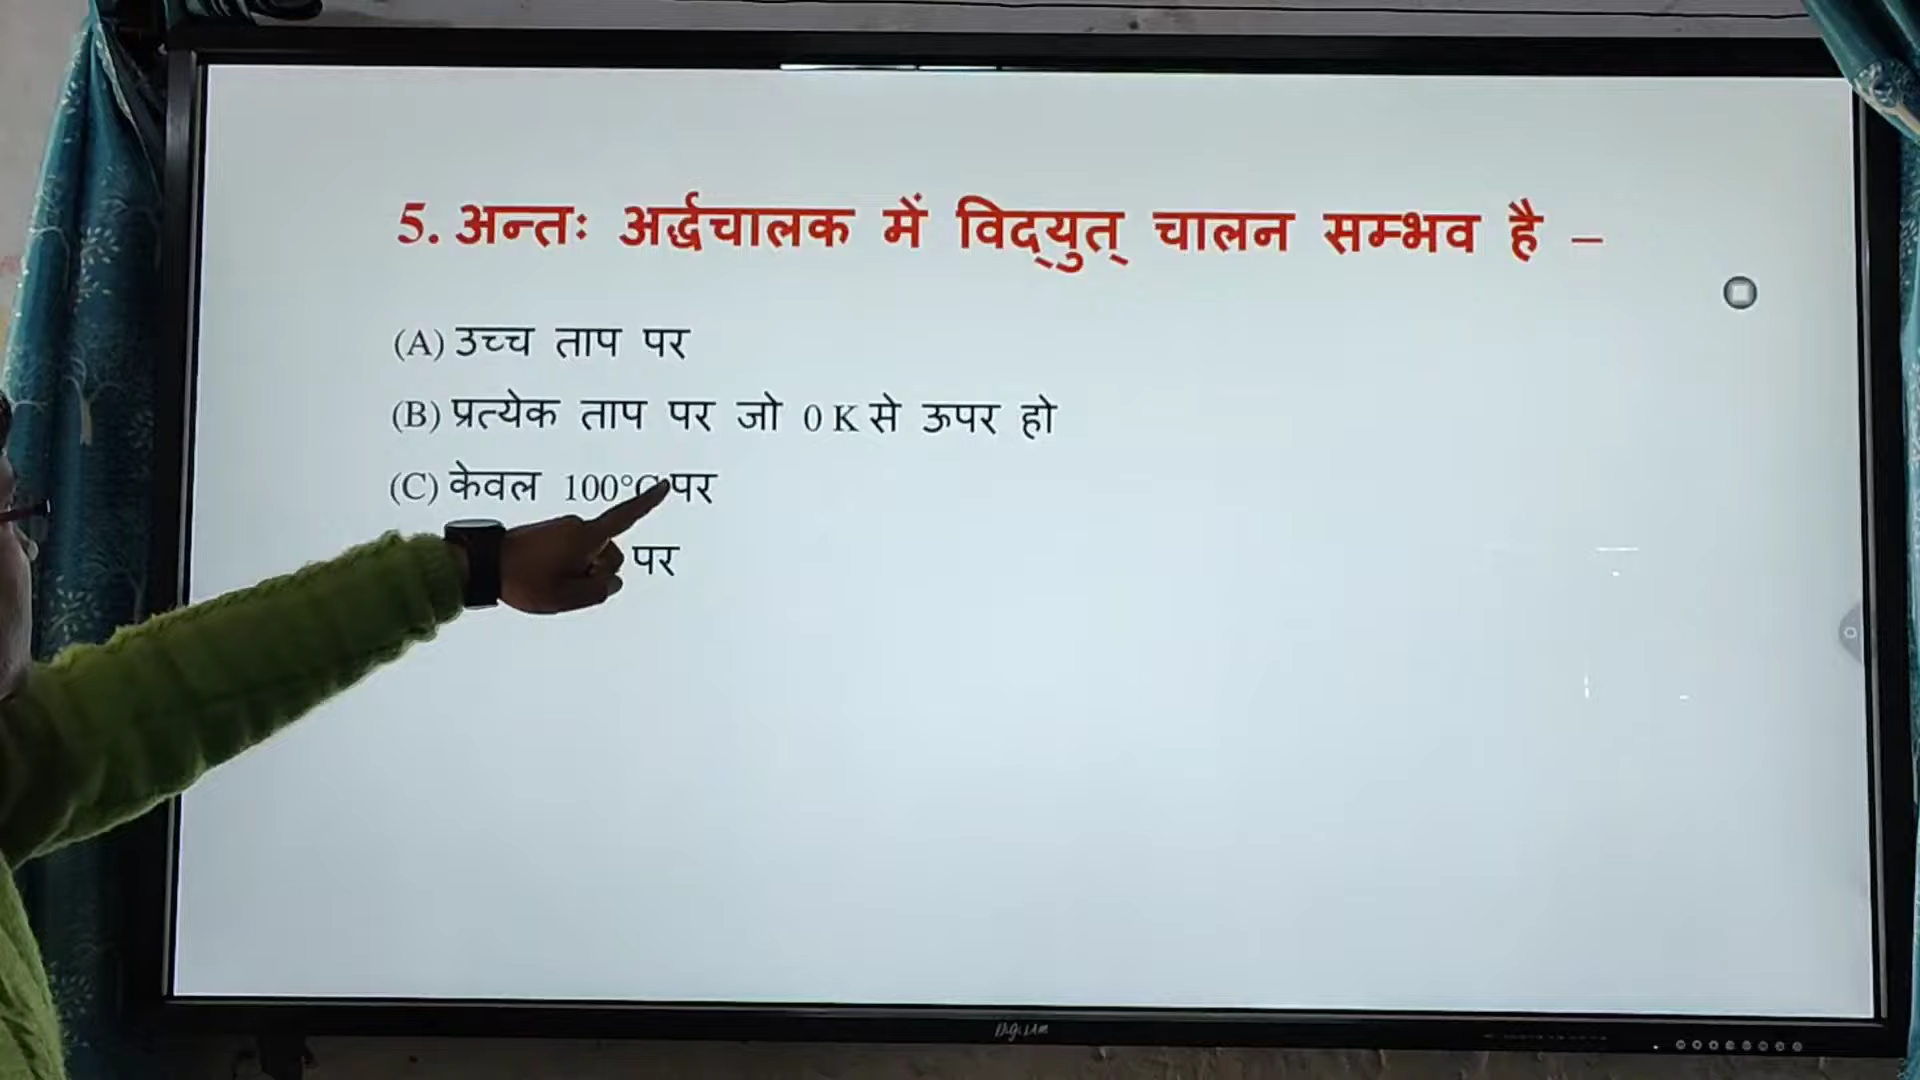 5. अन्तः अर्द्धचालक में विद्‌युत् चालन सम्भव है –
(A) उच्च ताप पर
(B) प्रत्येक ताप पर जो 0 K से ऊपर हो
(C) केवल 100°C पर
पर